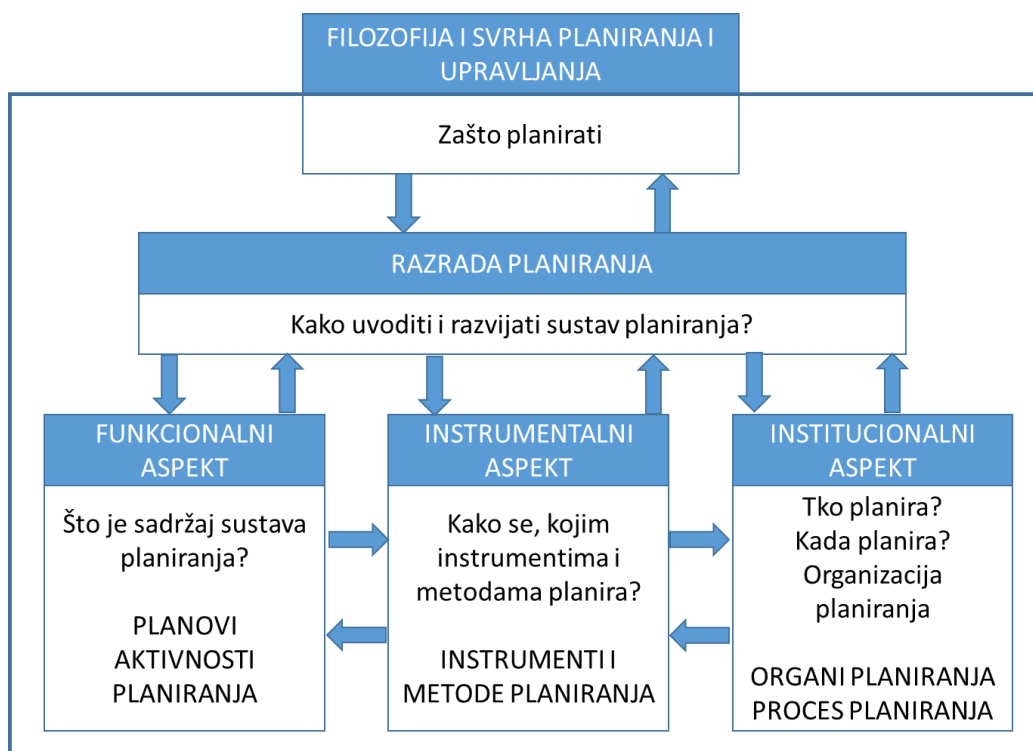 FILOZOFIJA I SVRHA PLANIRANJA I
UPRAVLJANJA
Zašto planirati
RAZRADA PLANIRANJA
Kako uvoditi i razvijati sustav planiranja?
FUNKCIONALNI
ASPEKT
Što je sadržaj sustava
planiranja?
PLANOVI
AKTIVNOSTI
PLANIRANJA
INSTRUMENTALNI
ASPEKT
Kako se, kojim
instrumentima i
metodama planira?
INSTRUMENTI I
METODE PLANIRANJA
INSTITUCIONALNI
ASPEKT
Tko planira?
Kada planira?
Organizacija
planiranja
ORGANI PLANIRANJA
PROCES PLANIRANJA